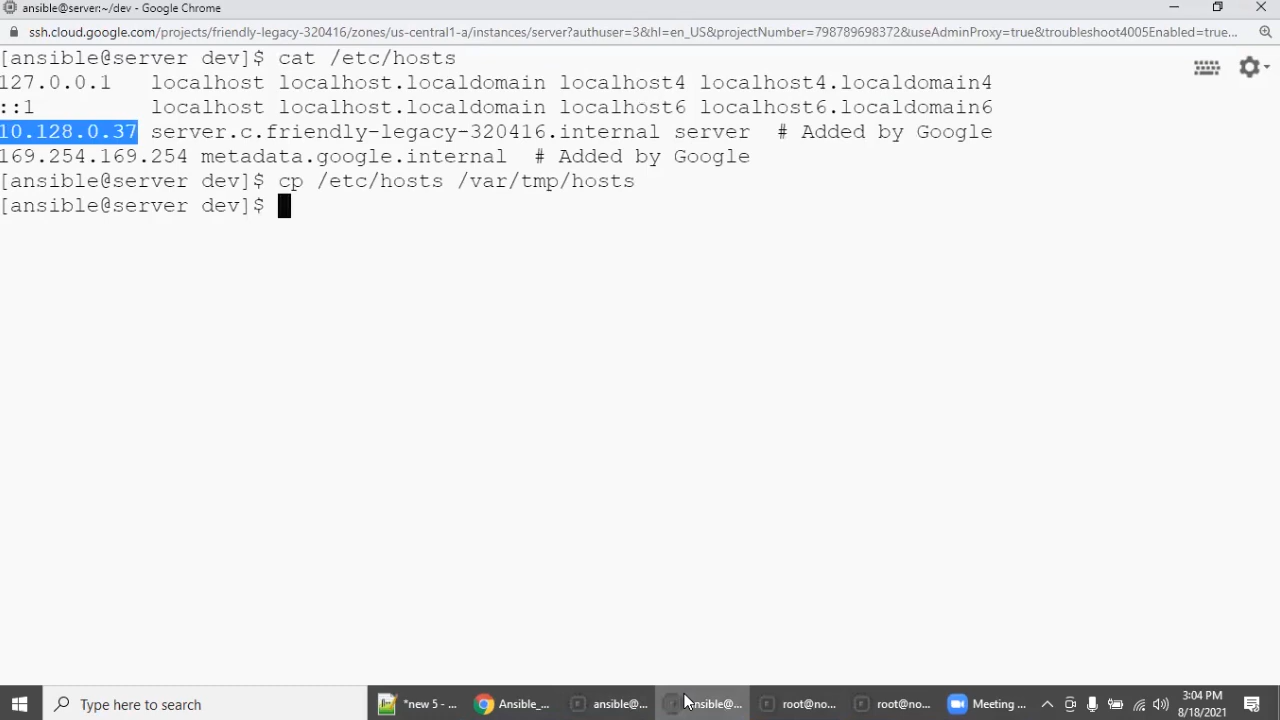 ansible@server:~/dev - Google Chrome
ssh.cloud.google.com/projects/friendly-legacy-320416/zones/us-central1-a/instances/server?authuser=3&hl=en_US&projectNumber=798789698372&useAdminProxy=true&troubleshoot4005Enabled=true...
[ansible@server dev]$ cat /etc/hosts
127.0.0.1   localhost localhost.localdomain localhost4 localhost4.localdomain4
::1         localhost localhost.localdomain localhost6 localhost6.localdomain6
10.128.0.37 server.c.friendly-legacy-320416.internal server  # Added by Google
169.254.169.254 metadata.google.internal  # Added by Google
[ansible@server dev]$ cp /etc/hosts /var/tmp/hosts
[ansible@server dev]$
Type here to search
*new 5 - ...
Ansible_...
ansible@...
ansible@...
root@no...
root@no...
Meeting ...
3:04 PM
8/18/2021